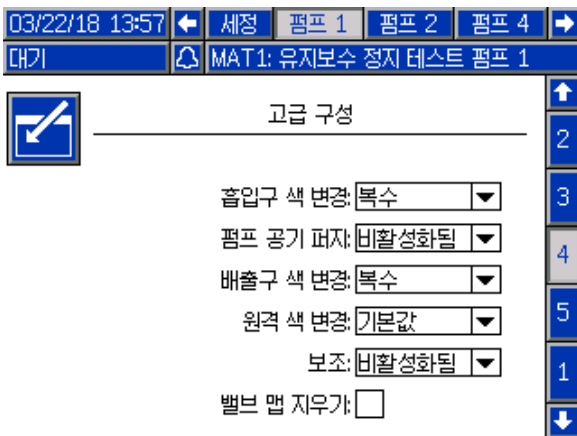 03/22/18 13:57 세정 펌프 1 펌프 2 펌프 4
대기 MAT1: 유지보수 정지 테스트 펌프 1
고급 구성
2
흡입구 색 변경: 복수
3
펌프 공기 퍼지: 비활성화됨
4
배출구 색 변경: 복수
원격 색 변경: 기본값
5
보조: 비활성화됨
1
밸브 맵 지우기: